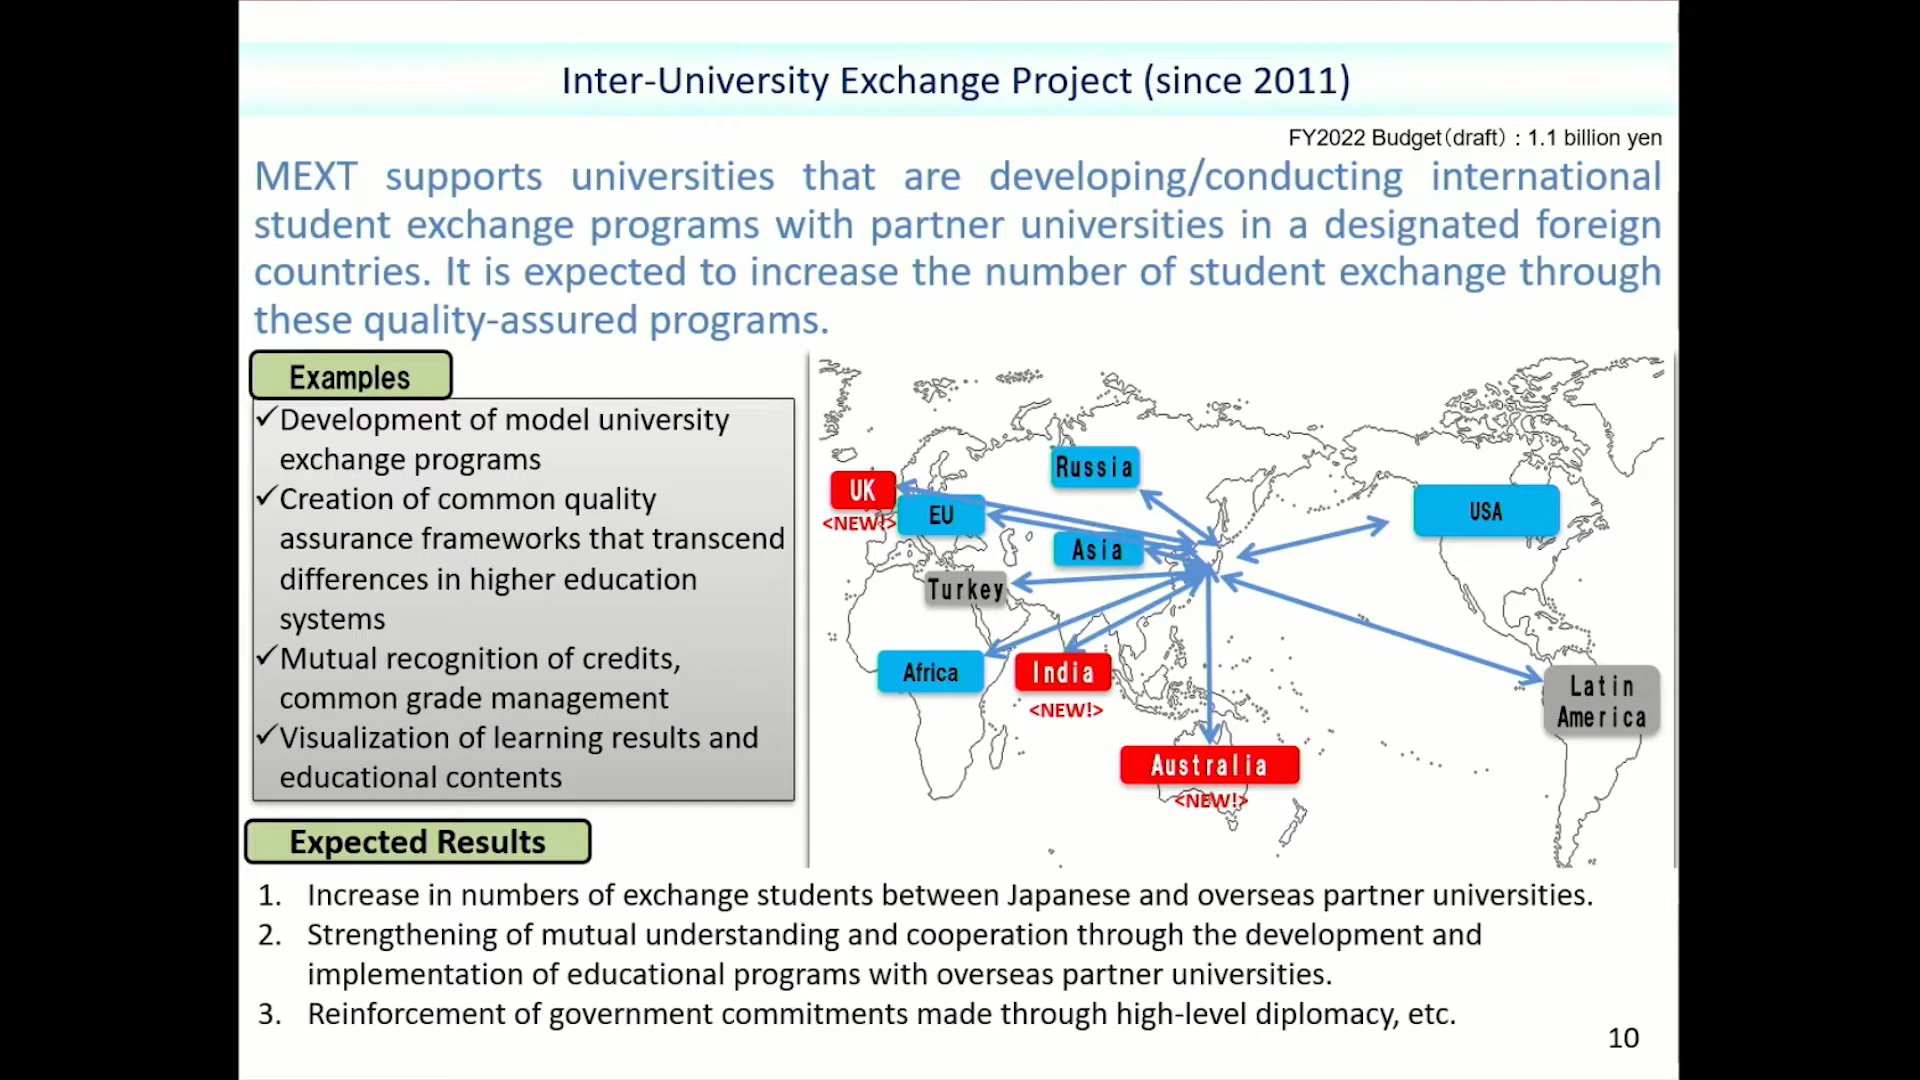 Inter-University Exchange Project (since 2011)
FY2022 Budget(draft) : 1.1 billion yen
MEXT supports universities that are developing/conducting international
student exchange programs with partner universities in a designated foreign
countries. It is expected to increase the number of student exchange through
these quality-assured programs.
Examples
✓Development of model university
exchange programs
✓Creation of common quality
assurance frameworks that transcend
differences in higher education
systems
✓Mutual recognition of credits,
common grade management
✓Visualization of learning results and
educational contents
Russia
UK
<NEW!>
EU
USA
Asia
Turkey
Africa
India
<NEW!>
Latin
America
Australia
<NEW!>
Expected Results
1. Increase in numbers of exchange students between Japanese and overseas partner universities.
2. Strengthening of mutual understanding and cooperation through the development and
implementation of educational programs with overseas partner universities.
3. Reinforcement of government commitments made through high-level diplomacy, etc.
10